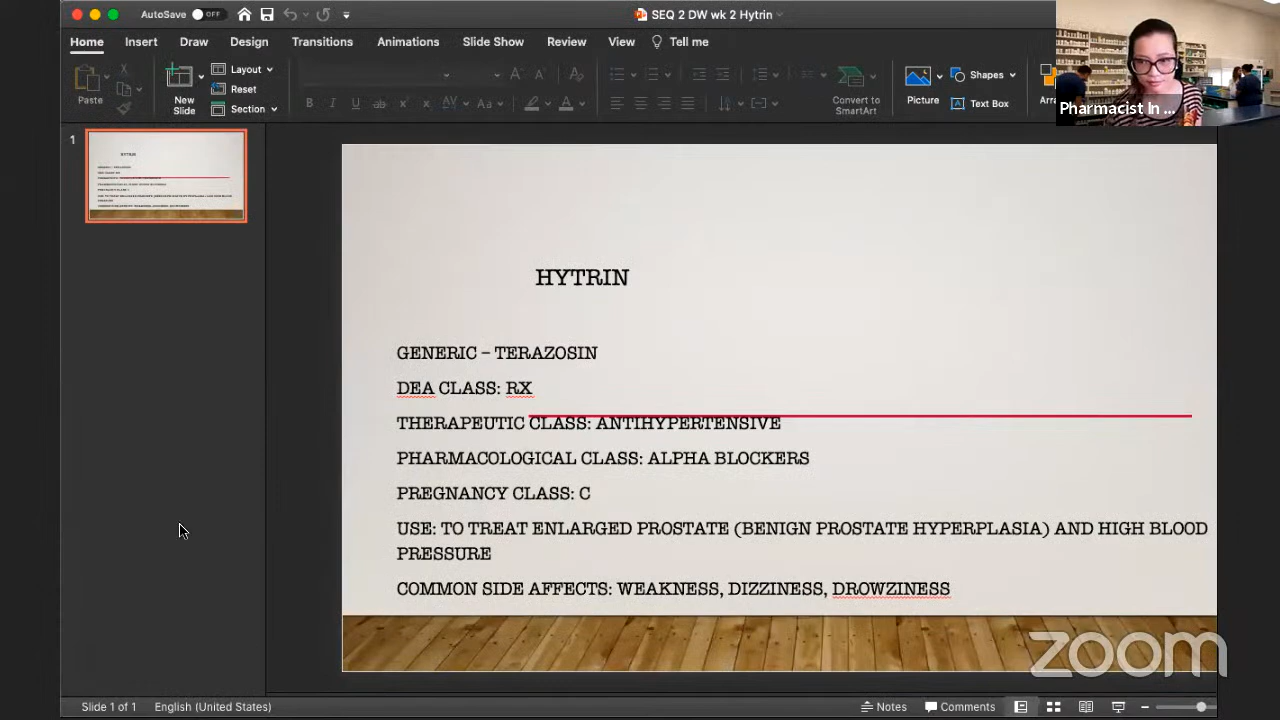 AutoSave OFF
SEQ 2 DW wk 2 Hytrin
Home Insert Draw Design Transitions Animations Slide Show Review View Tell me
Paste
New Slide
Layout
Reset
Section
B I U ab x x AV Aa A
Convert to SmartArt
Picture
Shapes
Text Box
Arra
Pharmacist In ...
1
HYTRIN
GENERIC – TERAZOSIN
DEA CLASS: RX
THERAPEUTIC CLASS: ANTIHYPERTENSIVE
PHARMACOLOGICAL CLASS: ALPHA BLOCKERS
PREGNANCY CLASS: C
USE: TO TREAT ENLARGED PROSTATE (BENIGN PROSTATE HYPERPLASIA) AND HIGH BLOOD
PRESSURE
COMMON SIDE AFFECTS: WEAKNESS, DIZZINESS, DROWZINESS
zoom
Slide 1 of 1 English (United States) Notes Comments